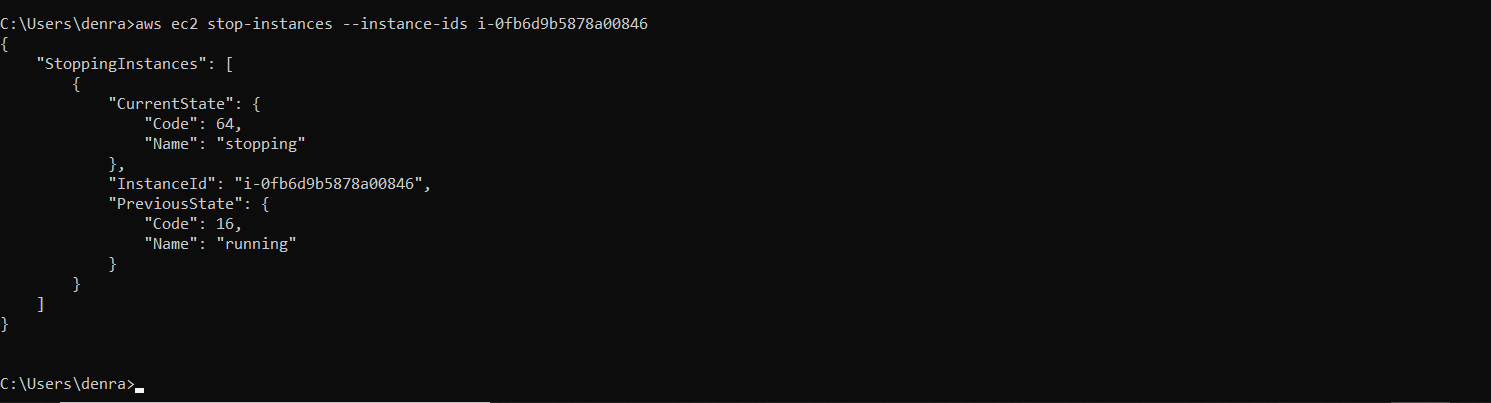 C:\Users\denra>aws ec2 stop-instances --instance-ids i-0fb6d9b5878a00846
{
    "StoppingInstances": [
        {
            "CurrentState": {
                "Code": 64,
                "Name": "stopping"
            },
            "InstanceId": "i-0fb6d9b5878a00846",
            "PreviousState": {
                "Code": 16,
                "Name": "running"
            }
        }
    ]
}
C:\Users\denra>